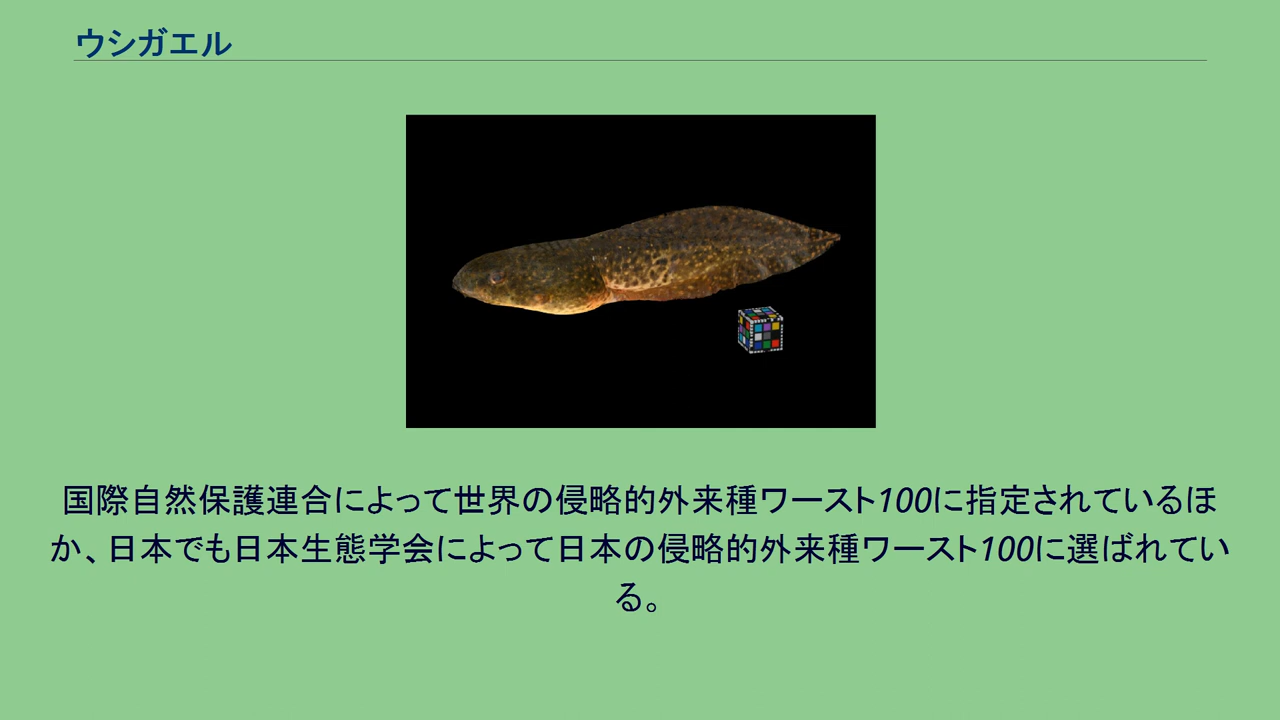 ウシガエル
国際自然保護連合によって世界の侵略的外来種ワースト100に指定されているほ
か、日本でも日本生態学会によって日本の侵略的外来種ワースト100に選ばれてい
る。